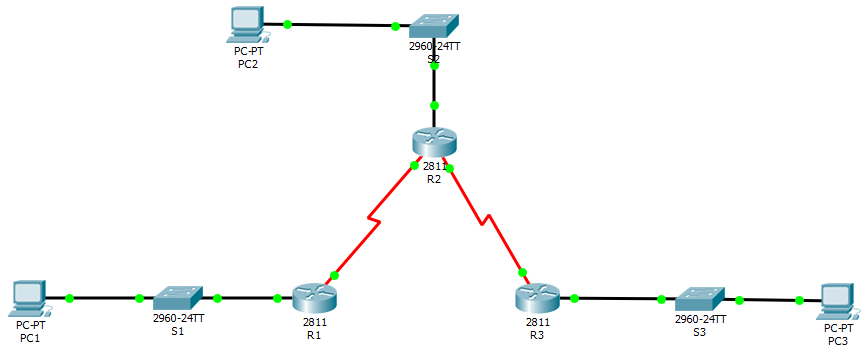 PC-PT
PC2
2960-24TT
S2
2811
R2
PC-PT
PC1
2960-24TT
S1
2811
R1
2811
R3
2960-24TT
S3
PC-PT
PC3